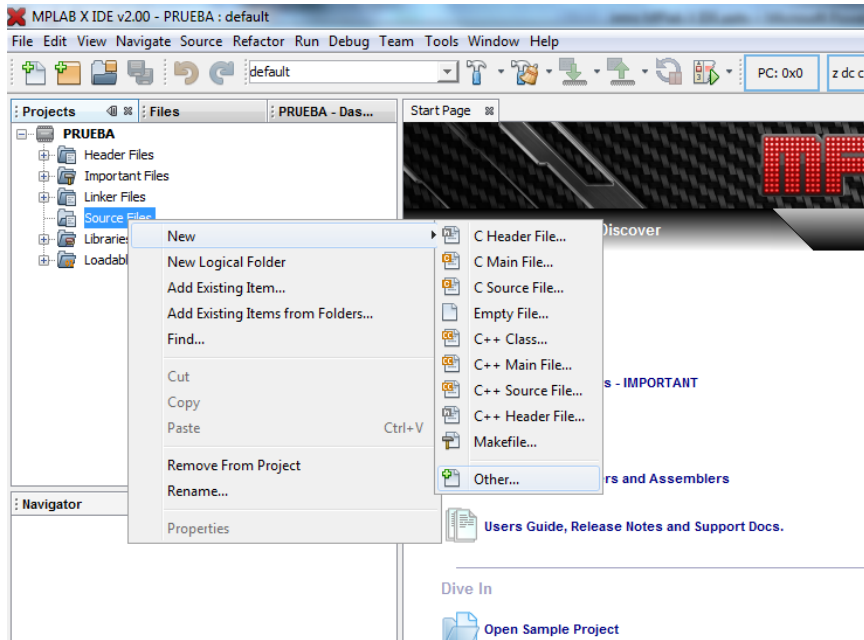 MPLAB X IDE v2.00 - PRUEBA : default
File Edit View Navigate Source Refactor Run Debug Team Tools Window Help
default
PC: 0x0
z dc c
Projects
Files
PRUEBA - Das...
Start Page
PRUEBA
Header Files
Important Files
Linker Files
Source Files
Libraries
Loadabl
New
New Logical Folder
Add Existing Item...
Add Existing Items from Folders...
Find...
Cut
Copy
Paste Ctrl+V
Remove From Project
Rename...
Properties
C Header File...
C Main File...
C Source File...
Empty File...
C++ Class...
C++ Main File...
C++ Source File...
C++ Header File...
Makefile...
Other...
Navigator
MP
Discover
s - IMPORTANT
rs and Assemblers
Users Guide, Release Notes and Support Docs.
Dive In
Open Sample Project